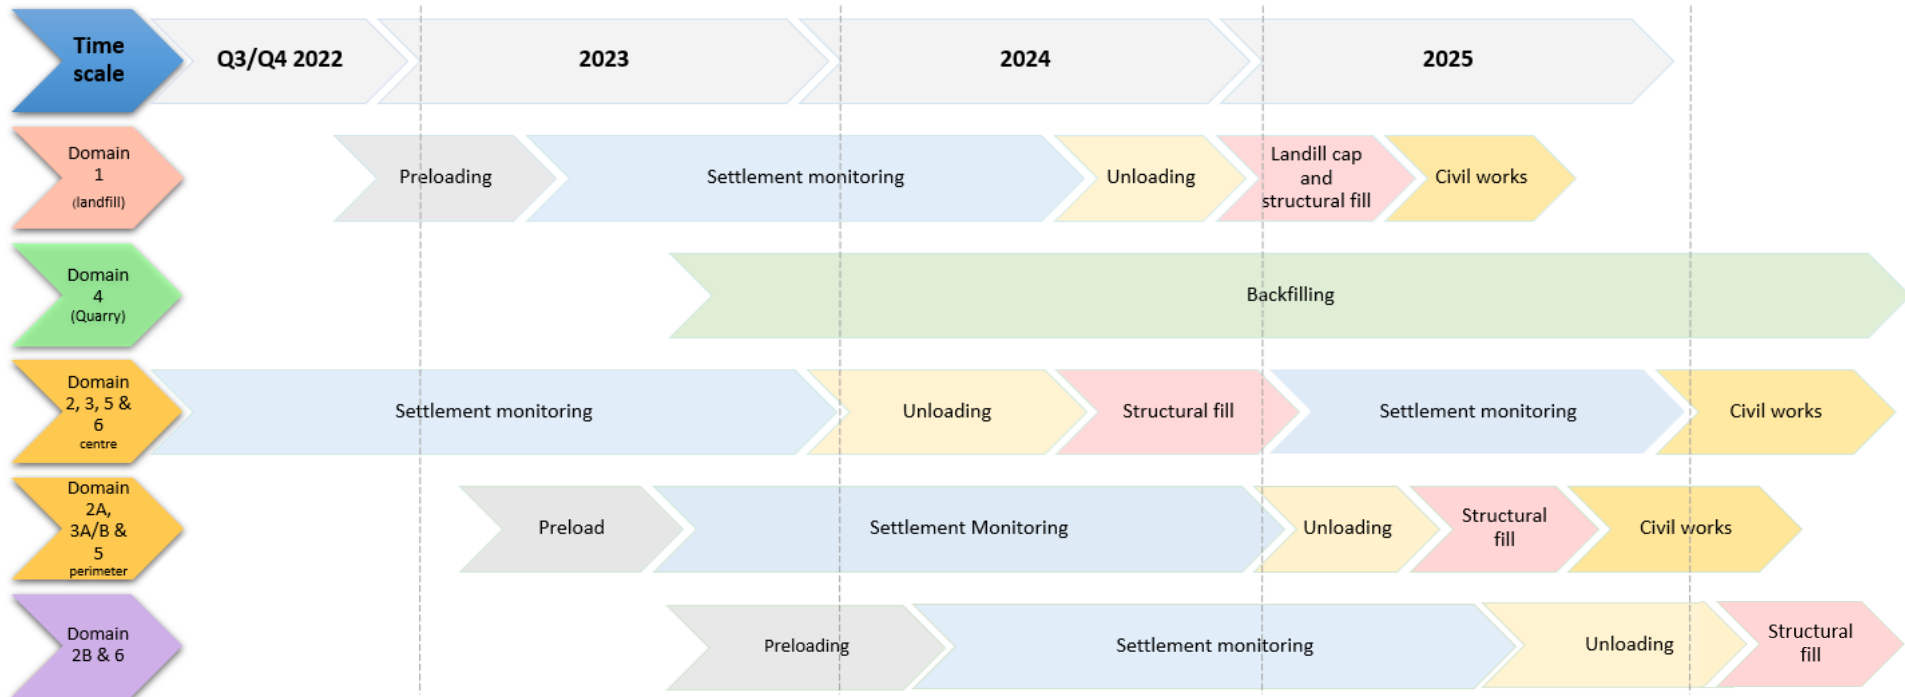 Time
scale
Q3/Q4 2022
2023
2024
2025
Domain
1
(landfill)
Preloading
Settlement monitoring
Unloading
Landill cap
and
structural fill
Civil works
Domain
4
(Quarry)
Backfilling
Domain
2, 3, 5 &
6
centre
Settlement monitoring
Unloading
Structural fill
Settlement monitoring
Civil works
Domain
2A,
3A/B &
5
perimeter
Preload
Settlement Monitoring
Unloading
Structural
fill
Civil works
Domain
2B & 6
Preloading
Settlement monitoring
Unloading
Structural
fill